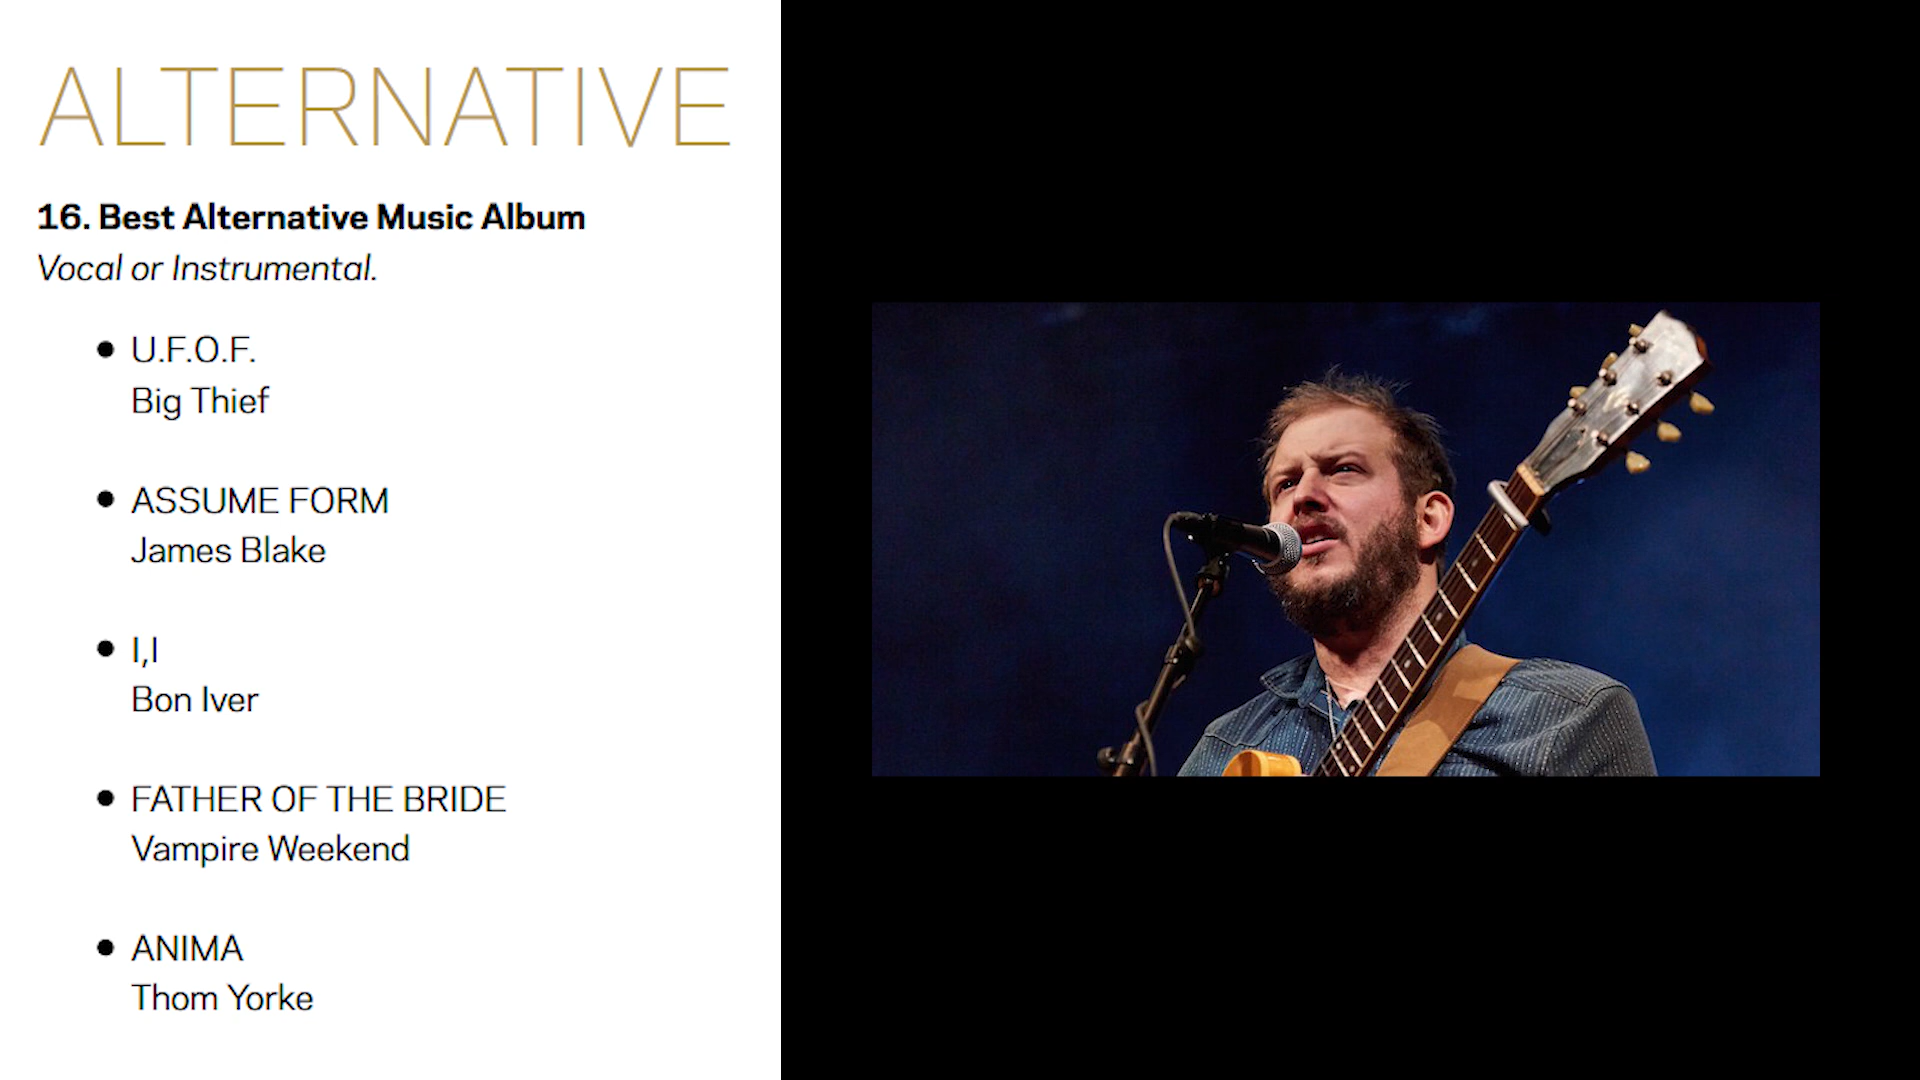 ALTERNATIVE
16. Best Alternative Music Album
Vocal or Instrumental.
● U.F.O.F.
Big Thief
● ASSUME FORM
James Blake
● I,I
Bon Iver
● FATHER OF THE BRIDE
Vampire Weekend
● ANIMA
Thom Yorke